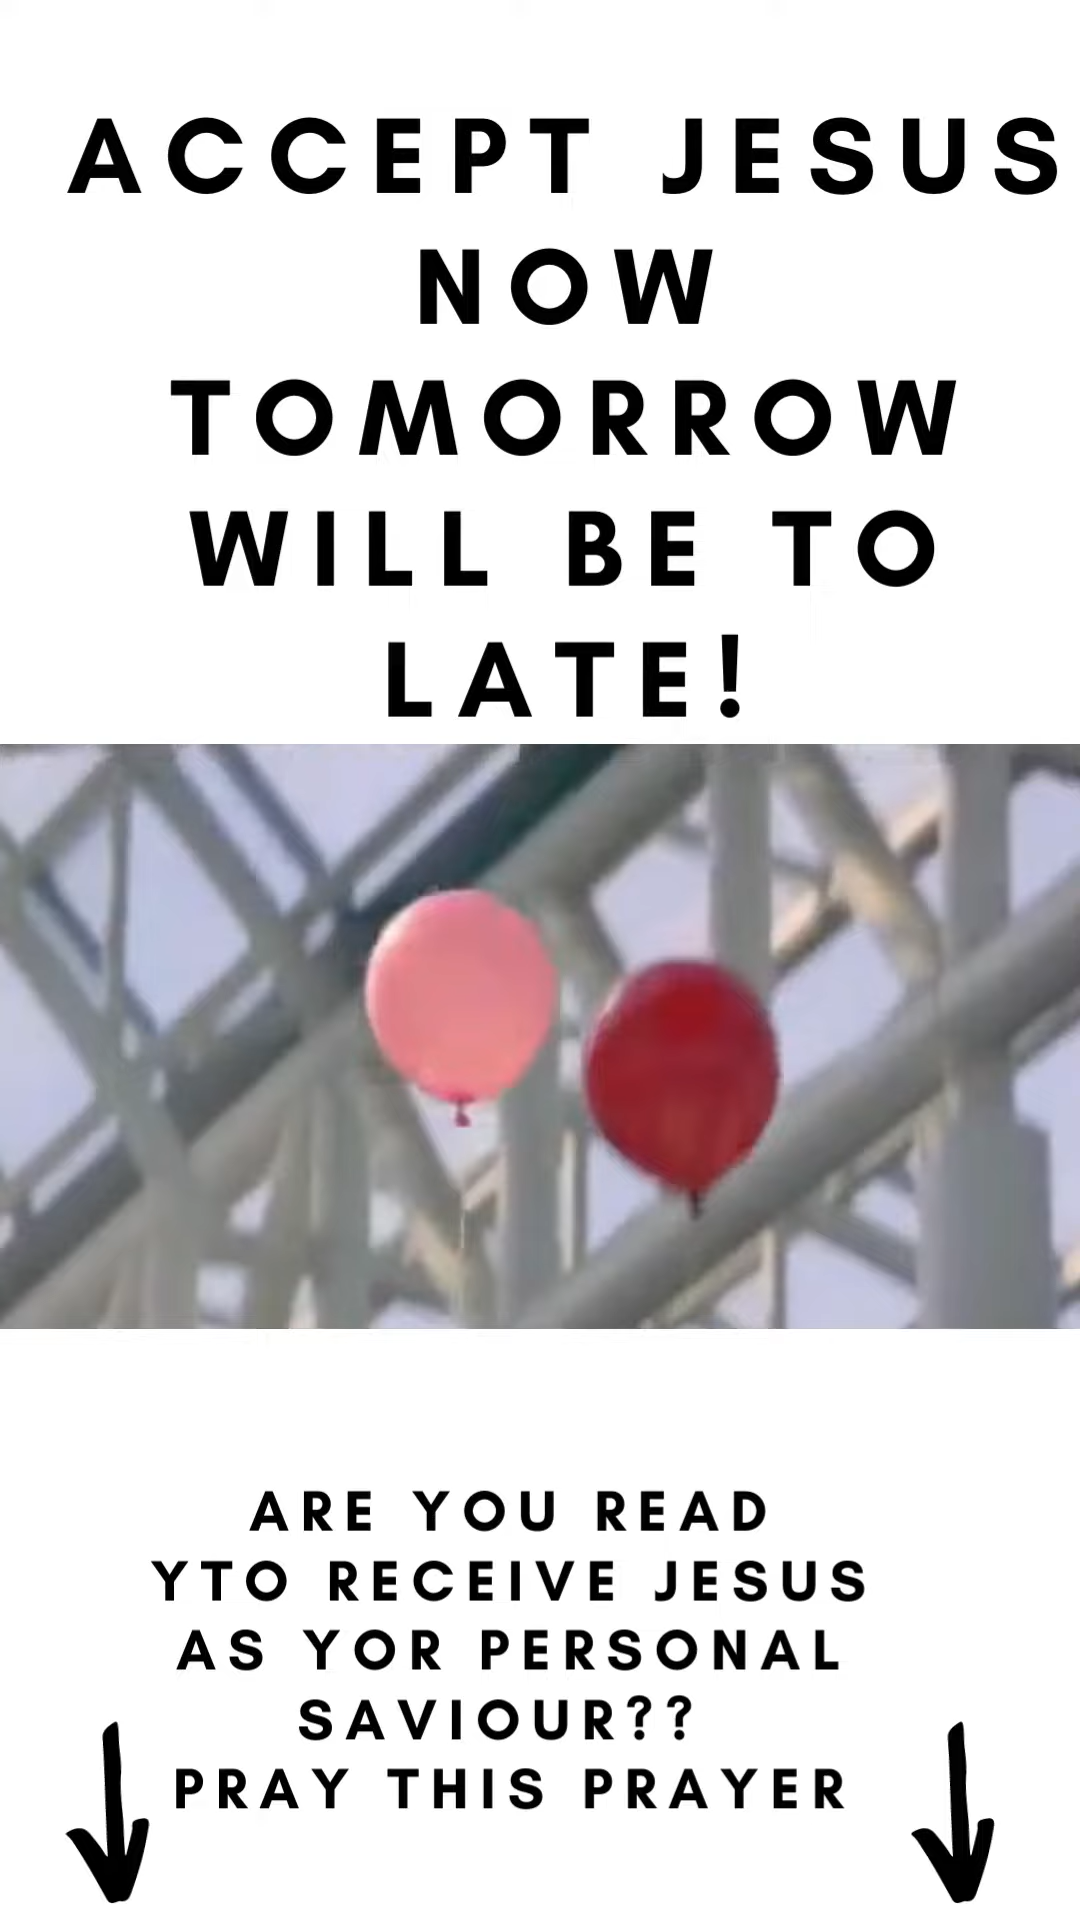 ACCEPT JESUS
NOW
TOMORROW
WILL BE TO
LATE!
ARE YOU READ
YTO RECEIVE JESUS
AS YOR PERSONAL
SAVIOUR??
PRAY THIS PRAYER